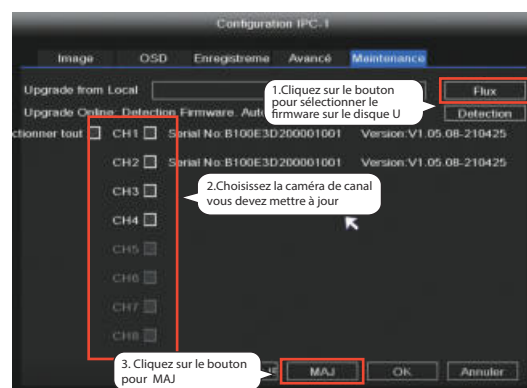 Configuration IPC-1
Image OSD Enregistreme Avancé Maintenance
Upgrade from Local Flux
1.Cliquez sur le bouton
pour sélectionner le
firmware sur le disque U
Upgrade Online: Detection Firmware. Detection
ctionner tout CH1 Serial No:B100E3D200001001 Version:V1.05.08-210425
CH2 Serial No:B100E3D200001001 Version:V1.05.08-210425
CH3
2.Choisissez la caméra de canal
vous devez mettre à jour
CH4
CH5
CH6
CH7
CH8
3. Cliquez sur le bouton
pour MAJ
MAJ OK Annuler